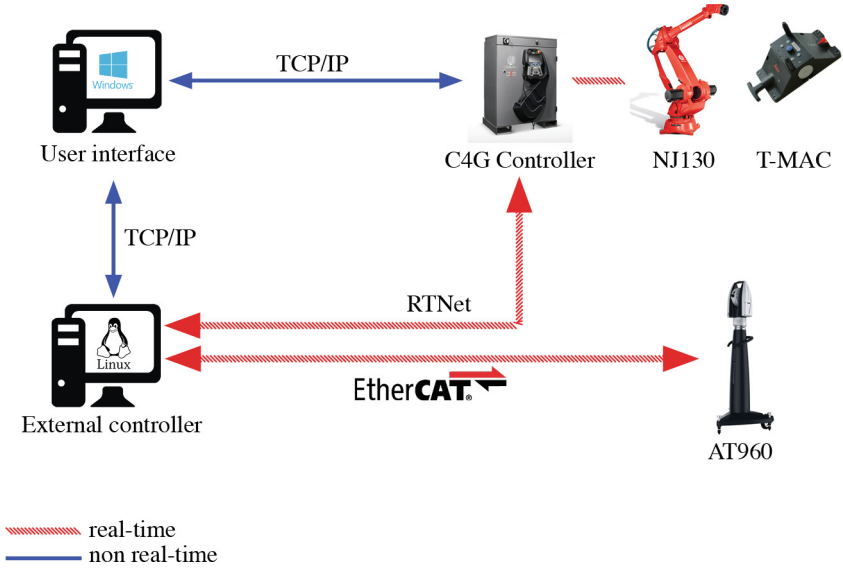 Windows
TCP/IP
User interface
C4G Controller
NJ130
T-MAC
TCP/IP
RTNet
Linux
EtherCAT®
External controller
AT960
real-time
non real-time